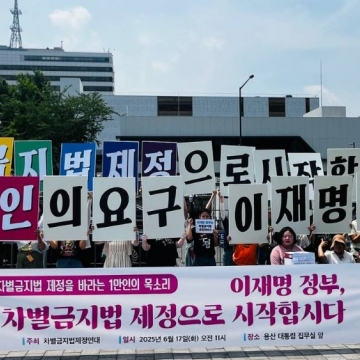 금지법 제정으로 시작하
인의 요구 이재명
차별금지법 제정을 바라는 1만인의 목소리
이재명 정부,
차별금지법 제정으로 시작합시다
주최 차별금지법제정연대 일시 2025년 6월 17일(화) 오전 11시 장소 용산 대통령 집무실 앞